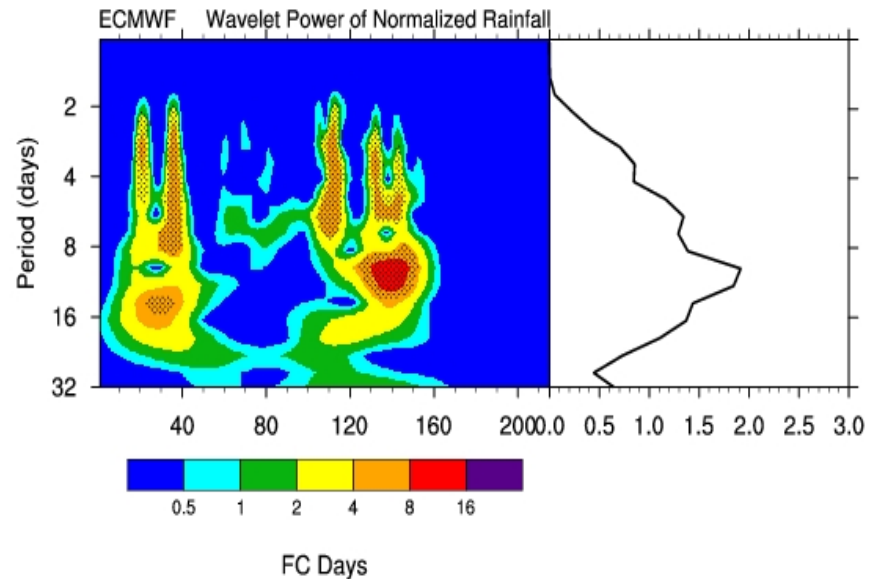 ECMWF Wavelet Power of Normalized Rainfall
Period (days)
2
4
8
16
32
40 80 120 160 200 0.0 0.5 1.0 1.5 2.0 2.5 3.0
0.5 1 2 4 8 16
FC Days